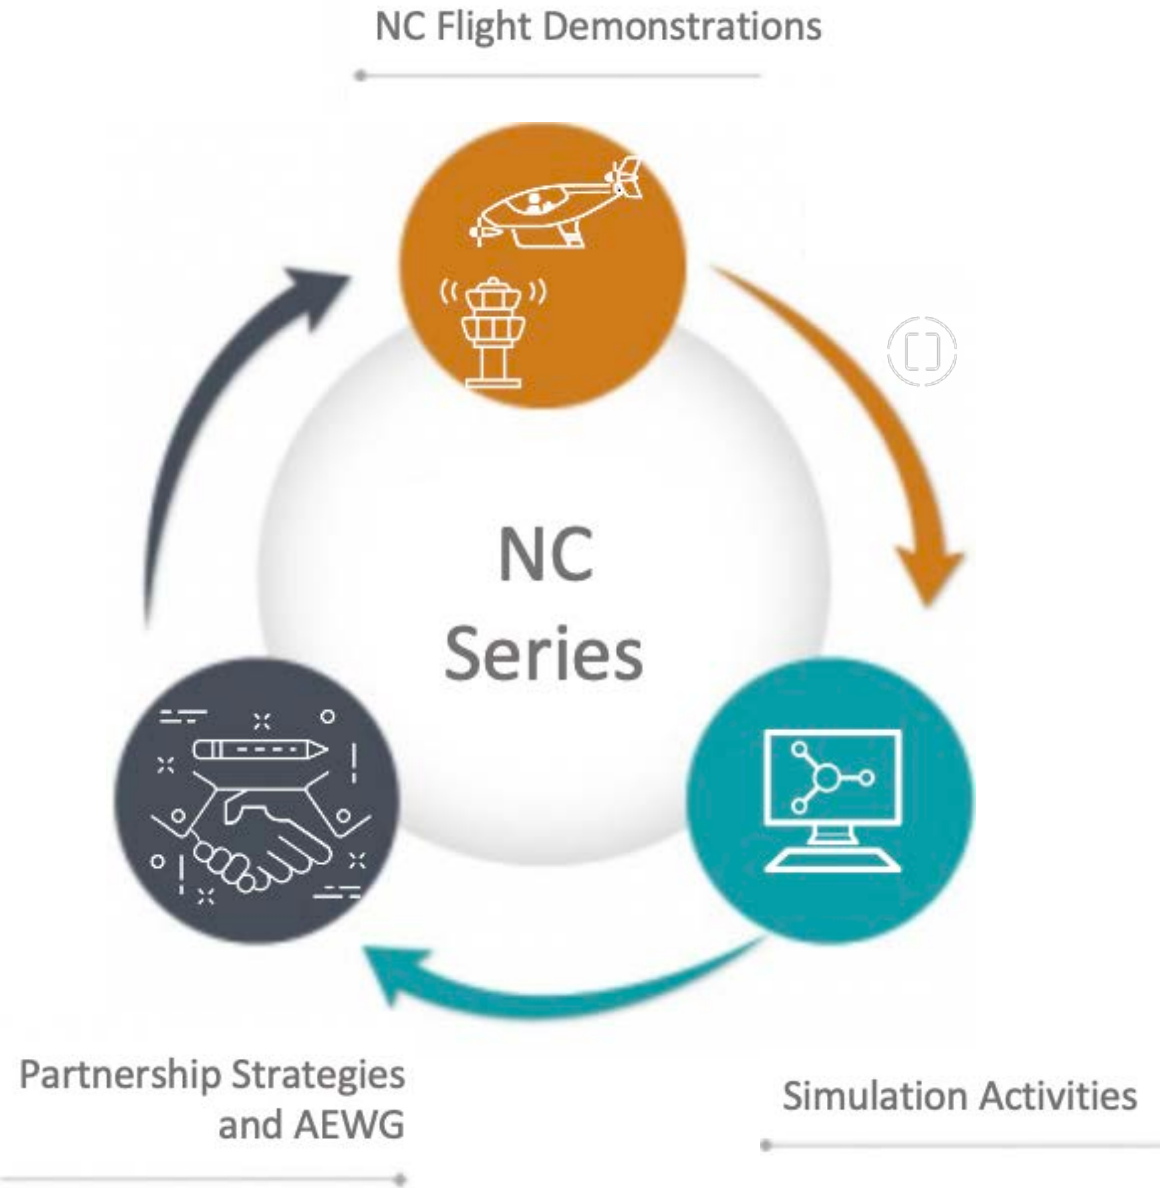 NC Flight Demonstrations
NC
Series
Partnership Strategies
and AEWG
Simulation Activities